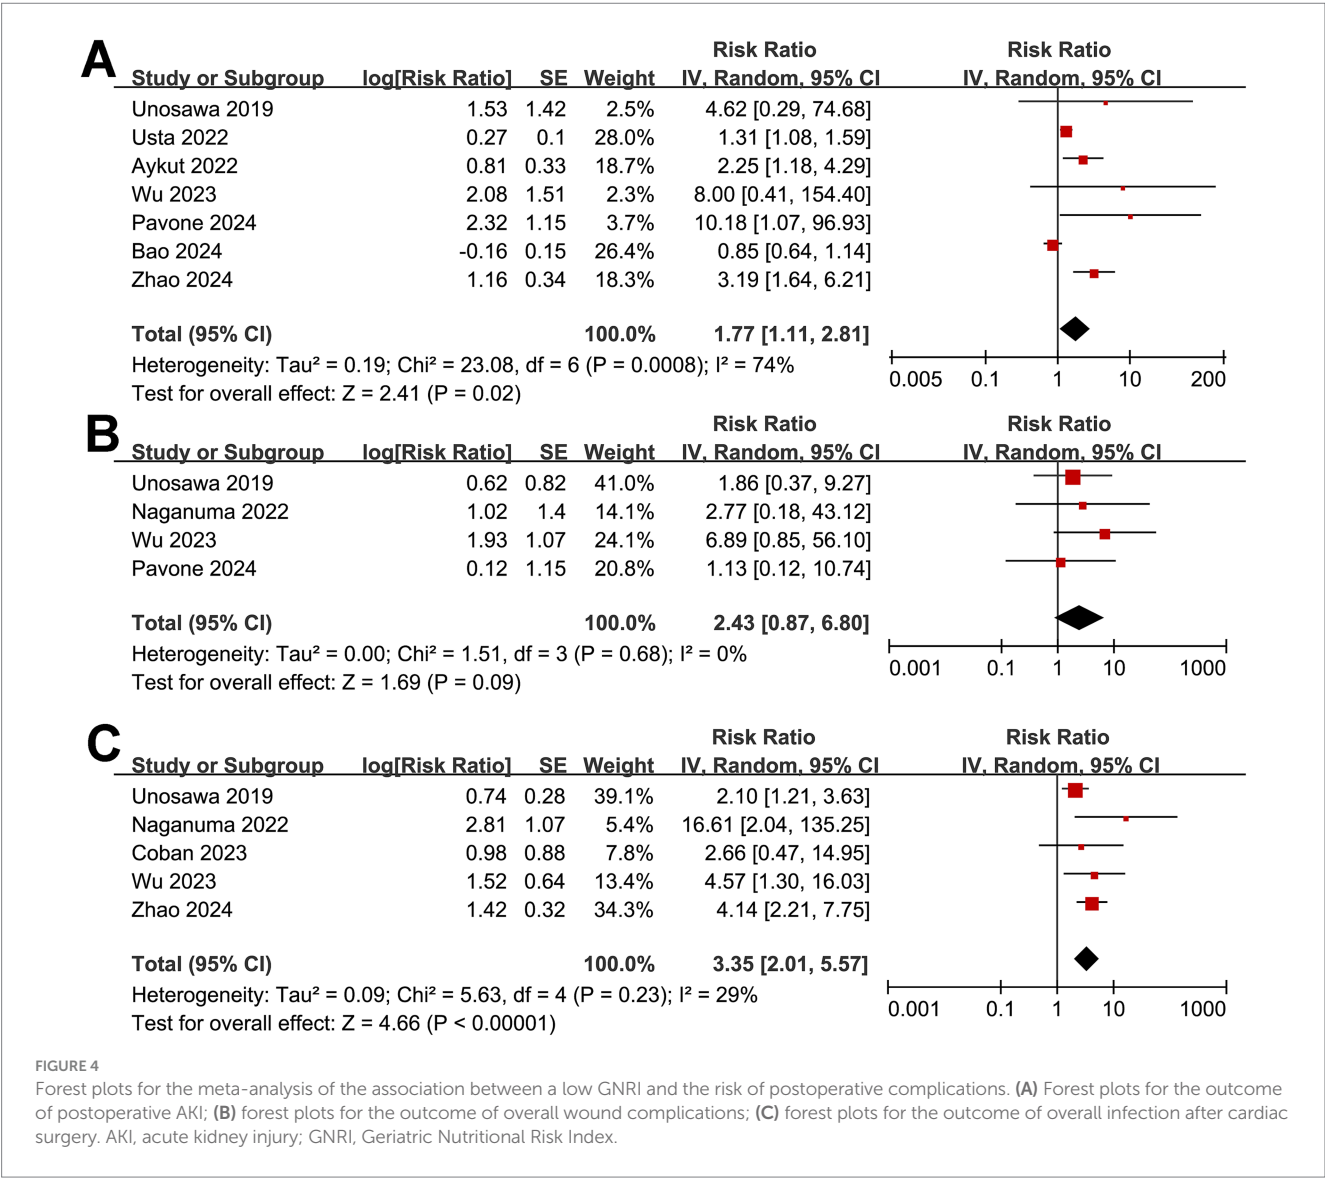 A
Risk Ratio Risk Ratio
Study or Subgroup log[Risk Ratio] SE Weight IV, Random, 95% CI IV, Random, 95% CI
Unosawa 2019 1.53 1.42 2.5% 4.62 [0.29, 74.68]
Usta 2022 0.27 0.1 28.0% 1.31 [1.08, 1.59]
Aykut 2022 0.81 0.33 18.7% 2.25 [1.18, 4.29]
Wu 2023 2.08 1.51 2.3% 8.00 [0.41, 154.40]
Pavone 2024 2.32 1.15 3.7% 10.18 [1.07, 96.93]
Bao 2024 -0.16 0.15 26.4% 0.85 [0.64, 1.14]
Zhao 2024 1.16 0.34 18.3% 3.19 [1.64, 6.21]
Total (95% CI) 100.0% 1.77 [1.11, 2.81]
Heterogeneity: Tau² = 0.19; Chi² = 23.08, df = 6 (P = 0.0008); I² = 74%
0.005 0.1 1 10 200
Test for overall effect: Z = 2.41 (P = 0.02)
B
Risk Ratio Risk Ratio
Study or Subgroup log[Risk Ratio] SE Weight IV, Random, 95% CI IV, Random, 95% CI
Unosawa 2019 0.62 0.82 41.0% 1.86 [0.37, 9.27]
Naganuma 2022 1.02 1.4 14.1% 2.77 [0.18, 43.12]
Wu 2023 1.93 1.07 24.1% 6.89 [0.85, 56.10]
Pavone 2024 0.12 1.15 20.8% 1.13 [0.12, 10.74]
Total (95% CI) 100.0% 2.43 [0.87, 6.80]
Heterogeneity: Tau² = 0.00; Chi² = 1.51, df = 3 (P = 0.68); I² = 0%
0.001 0.1 1 10 1000
Test for overall effect: Z = 1.69 (P = 0.09)
C
Risk Ratio Risk Ratio
Study or Subgroup log[Risk Ratio] SE Weight IV, Random, 95% CI IV, Random, 95% CI
Unosawa 2019 0.74 0.28 39.1% 2.10 [1.21, 3.63]
Naganuma 2022 2.81 1.07 5.4% 16.61 [2.04, 135.25]
Coban 2023 0.98 0.88 7.8% 2.66 [0.47, 14.95]
Wu 2023 1.52 0.64 13.4% 4.57 [1.30, 16.03]
Zhao 2024 1.42 0.32 34.3% 4.14 [2.21, 7.75]
Total (95% CI) 100.0% 3.35 [2.01, 5.57]
Heterogeneity: Tau² = 0.09; Chi² = 5.63, df = 4 (P = 0.23); I² = 29%
0.001 0.1 1 10 1000
Test for overall effect: Z = 4.66 (P < 0.00001)
FIGURE 4
Forest plots for the meta-analysis of the association between a low GNRI and the risk of postoperative complications. (A) Forest plots for the outcome
of postoperative AKI; (B) forest plots for the outcome of overall wound complications; (C) forest plots for the outcome of overall infection after cardiac
surgery. AKI, acute kidney injury; GNRI, Geriatric Nutritional Risk Index.